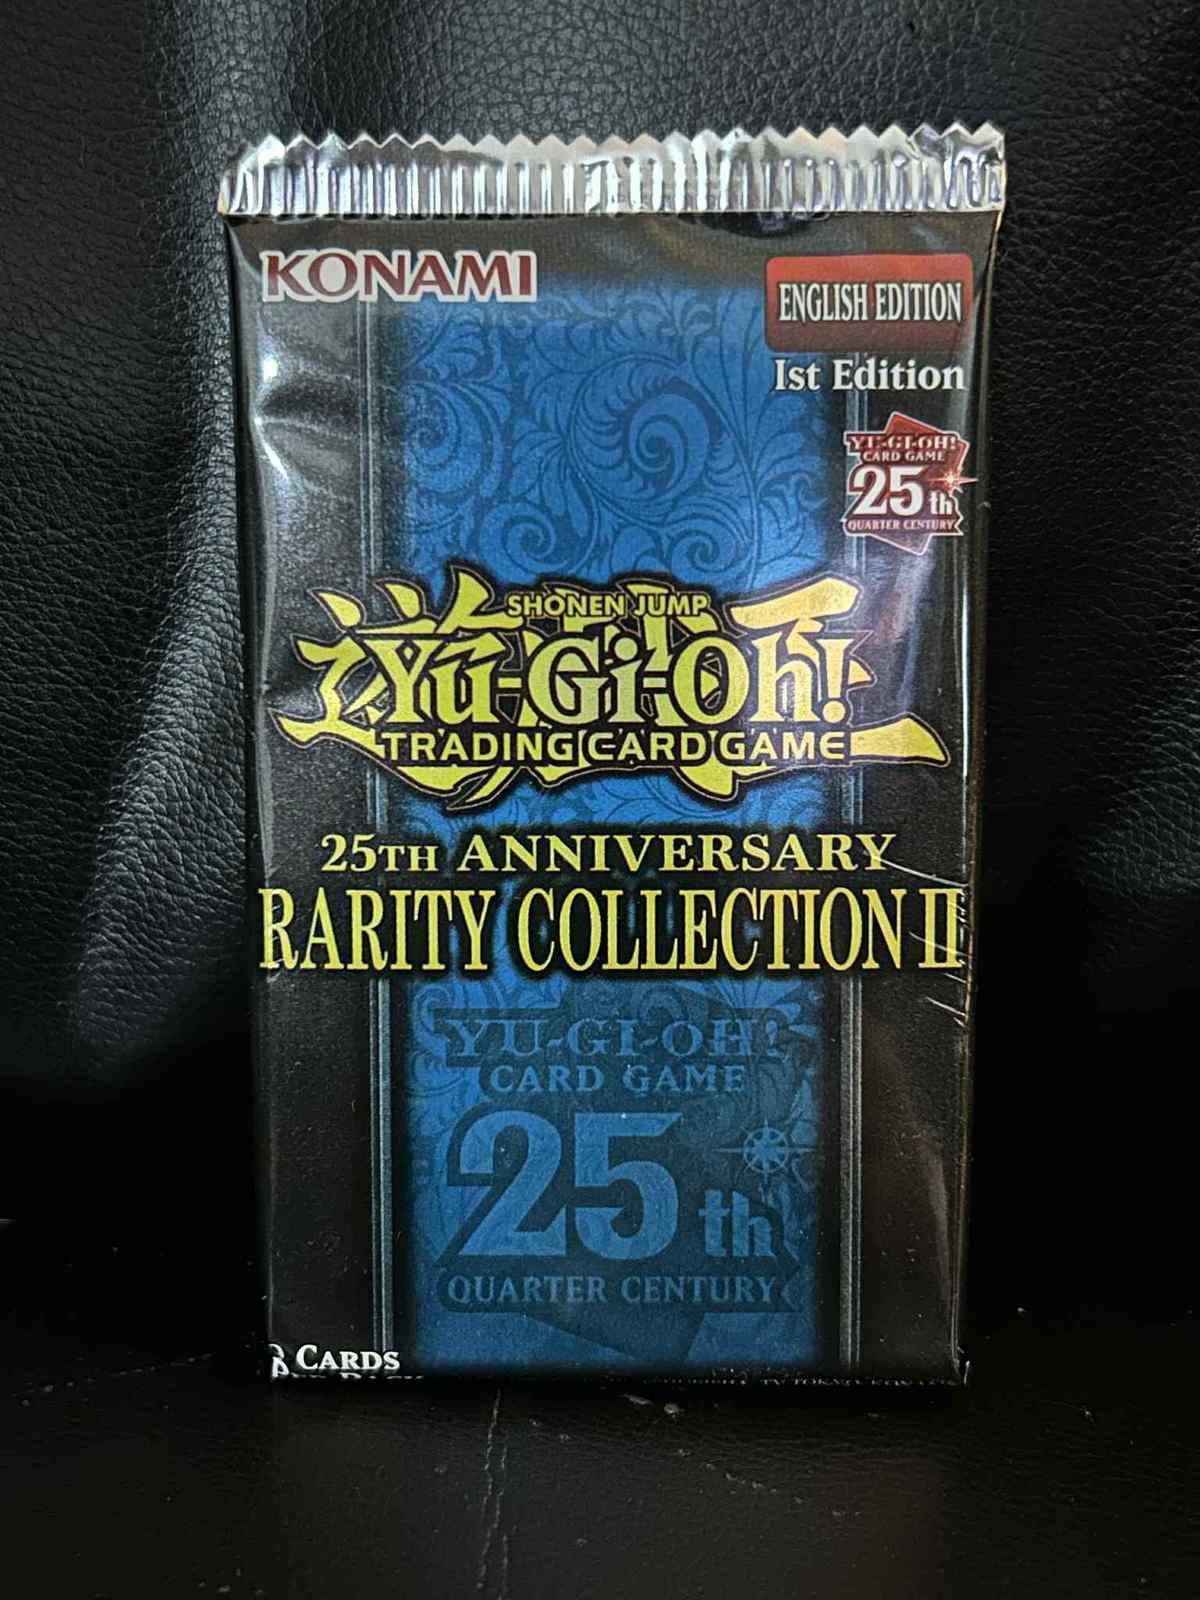 KONAMI
ENGLISH EDITION
1st Edition
YU-GI-OH!
CARD GAME
25th
QUARTER CENTURY
SHONEN JUMP
Yu-Gi-Oh!
TRADING CARD GAME
25TH ANNIVERSARY
RARITY COLLECTION II
YU-GI-OH!
CARD GAME
25th
QUARTER CENTURY
CARDS